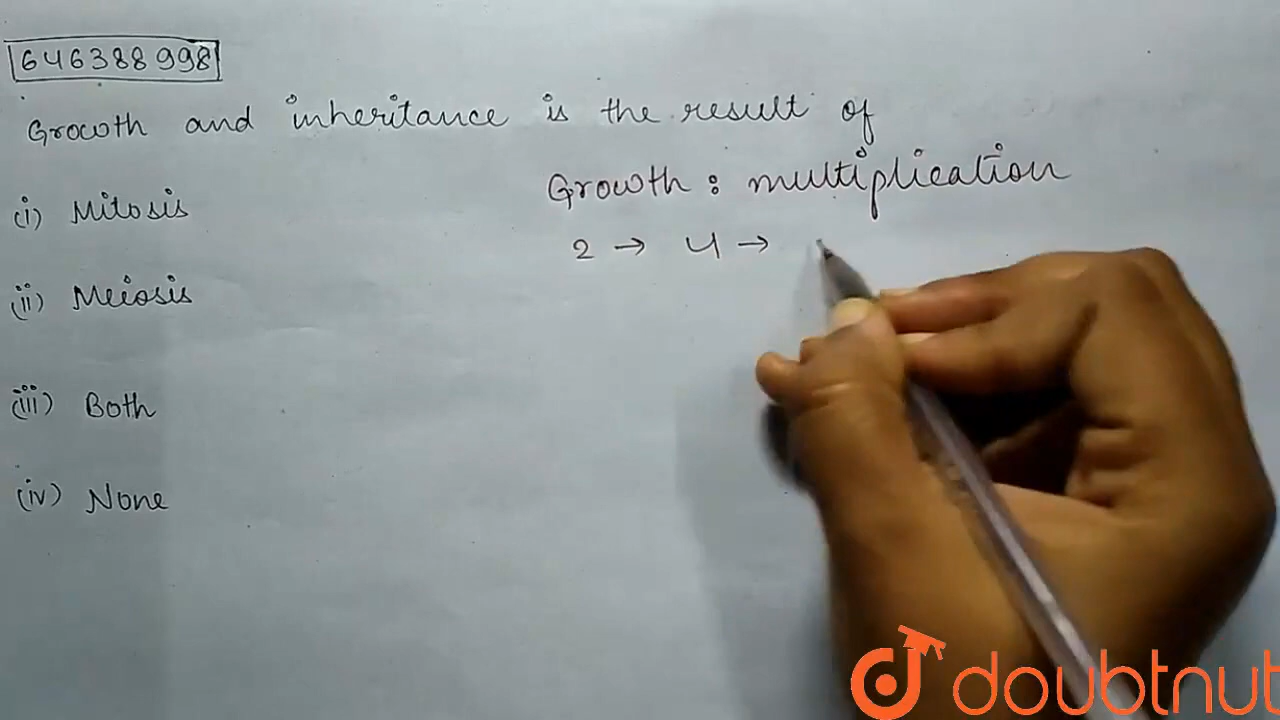 646388998
Growth and inheritance is the result of
Growth : multiplication
2 → 4 →
(i) Mitosis
(ii) Meiosis
(iii) Both
(iv) None
doubtnut